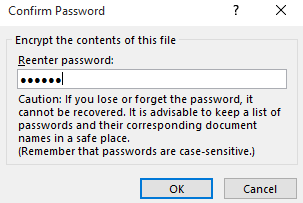 Confirm Password
Encrypt the contents of this file
Reenter password:
●●●●●●
Caution: If you lose or forget the password, it
cannot be recovered. It is advisable to keep a list of
passwords and their corresponding document
names in a safe place.
(Remember that passwords are case-sensitive.)
OK Cancel